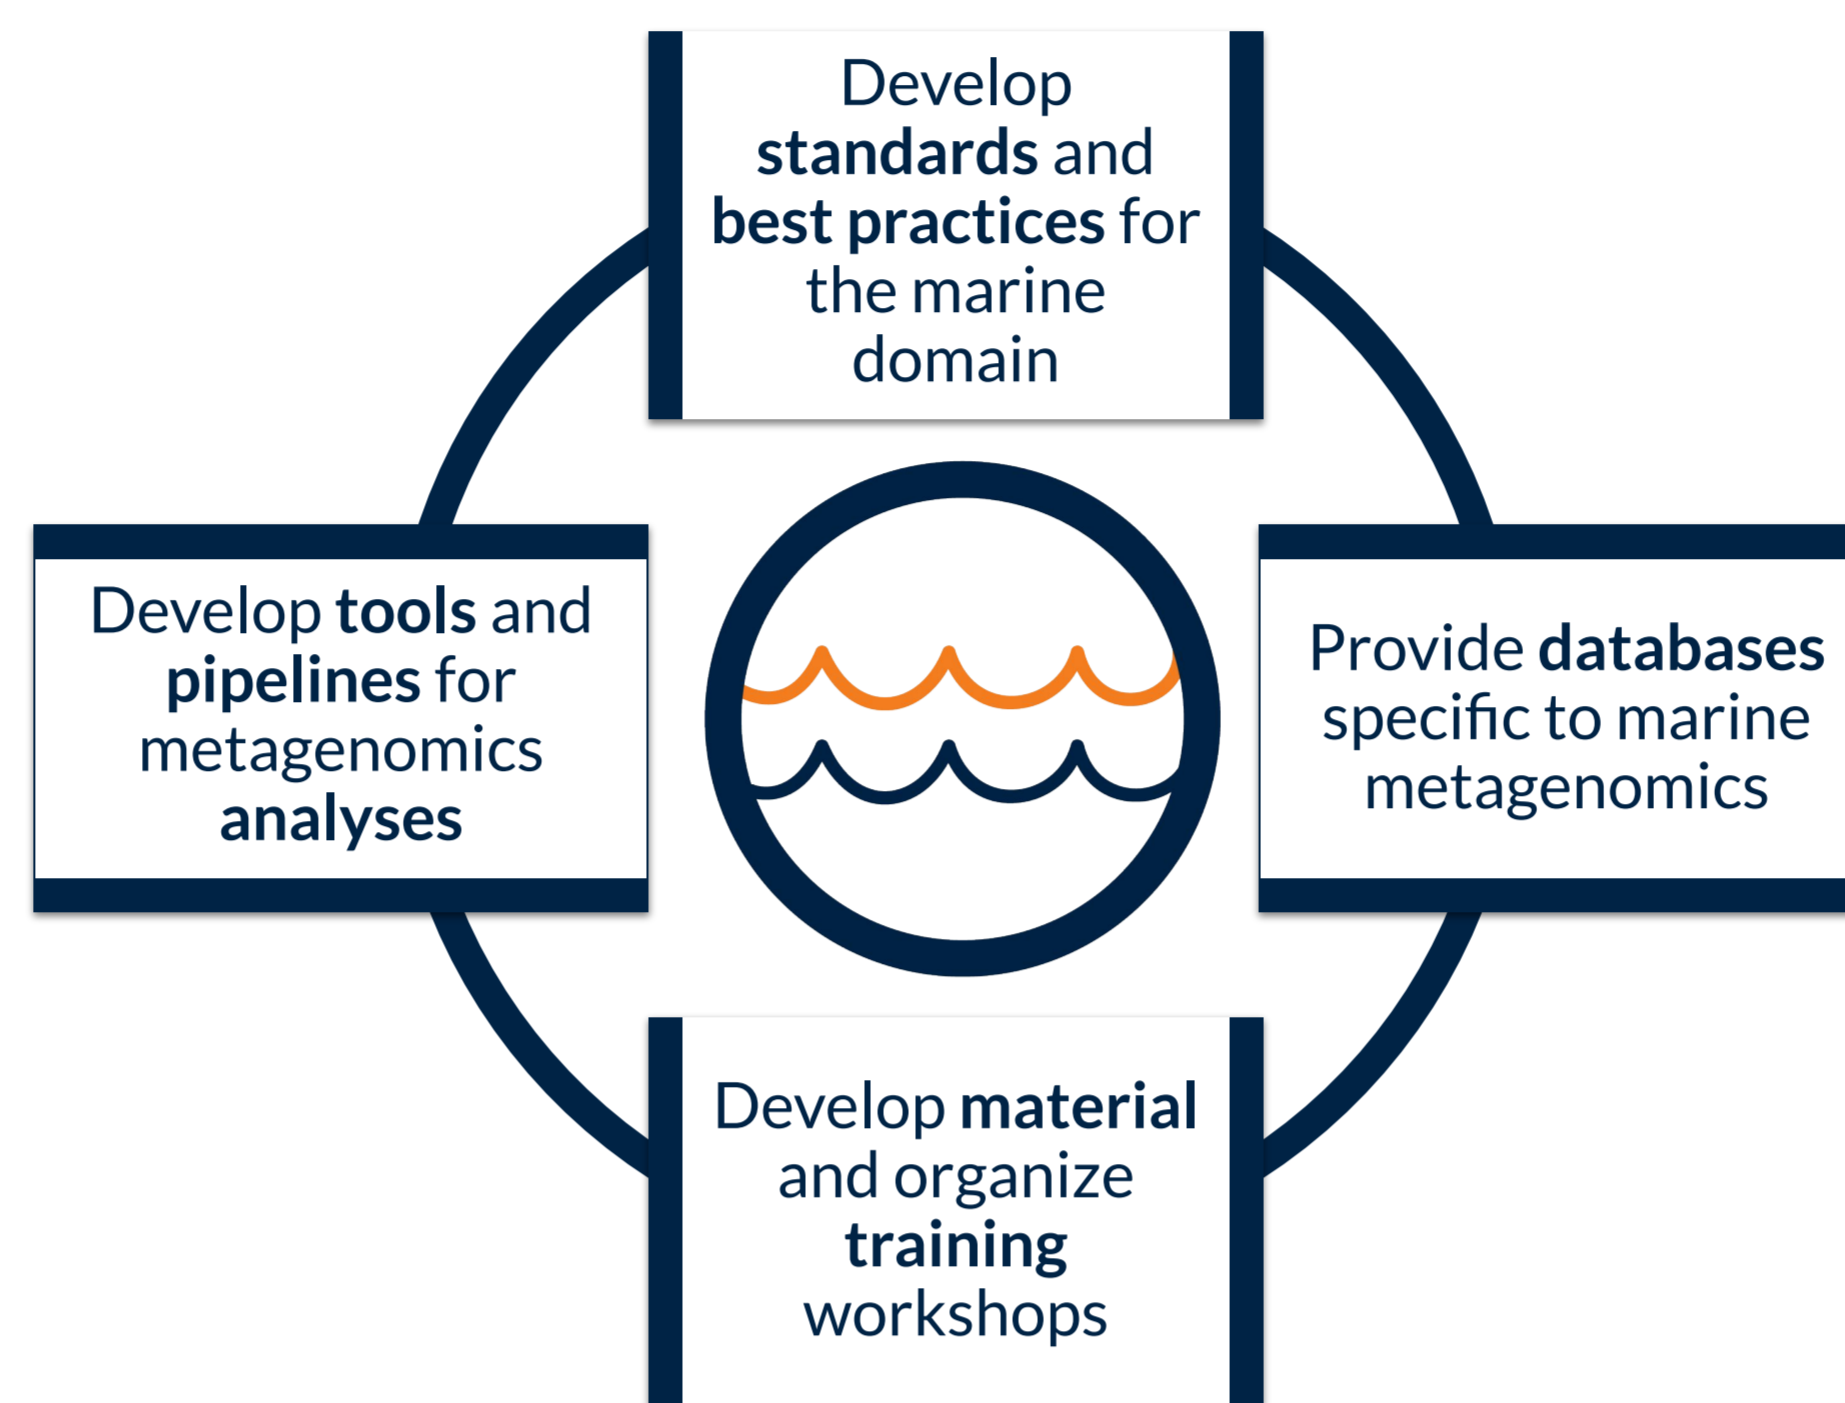 Develop
standards and
best practices for
the marine
domain
Develop tools and
pipelines for
metagenomics
analyses
Provide databases
specific to marine
metagenomics
Develop material
and organize
training
workshops